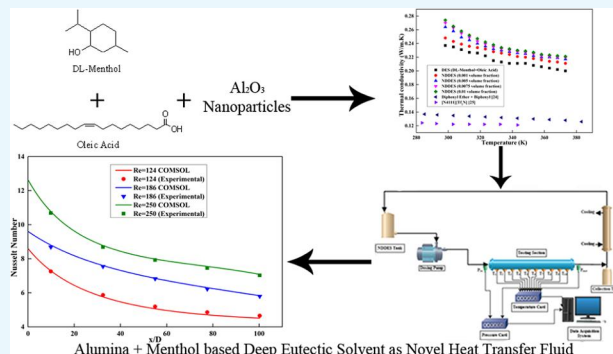 HO
DL-Menthol
+
+
Al₂O₃
Nanoparticles
O
OH
Oleic Acid
Thermal conductivity (W/m.K)
0.28
0.26
0.24
0.22
0.20
0.18
0.16
0.14
0.12
DES (DL-Menthol+Oleic Acid)
NDDES (0.001 volume fraction)
NDDES (0.005 volume fraction)
NDDES (0.0075 volume fraction)
NDDES (0.01 volume fraction)
Diphenyl Ether + Biphenyl [24]
280
300
320
340
360
380
Temperature (K)
Nusselt Number
14
12
10
8
6
4
Re=124 COMSOL
Re=124 (Experimental)
Re=186 COMSOL
Re=186 (Experimental)
Re=250 COMSOL
Re=250 (Experimental)
0
20
40
60
80
100
x/D
NDDES Tank
Dosing Pump
Testing Section
Cooling
Cooling
Collection
Temperature Card
Pressure Card
Data Acquisition
System
Alumina + Menthol based Deep Eutectic Solvent as Novel Heat Transfer Fluid